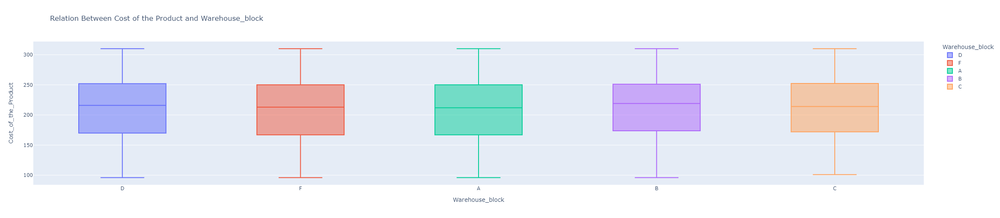 Relation Between Cost of the Product and Warehouse_block
Cost_of_the_Product
300
250
200
150
100
D
F
A
B
C
Warehouse_block
Warehouse_block
D
F
A
B
C